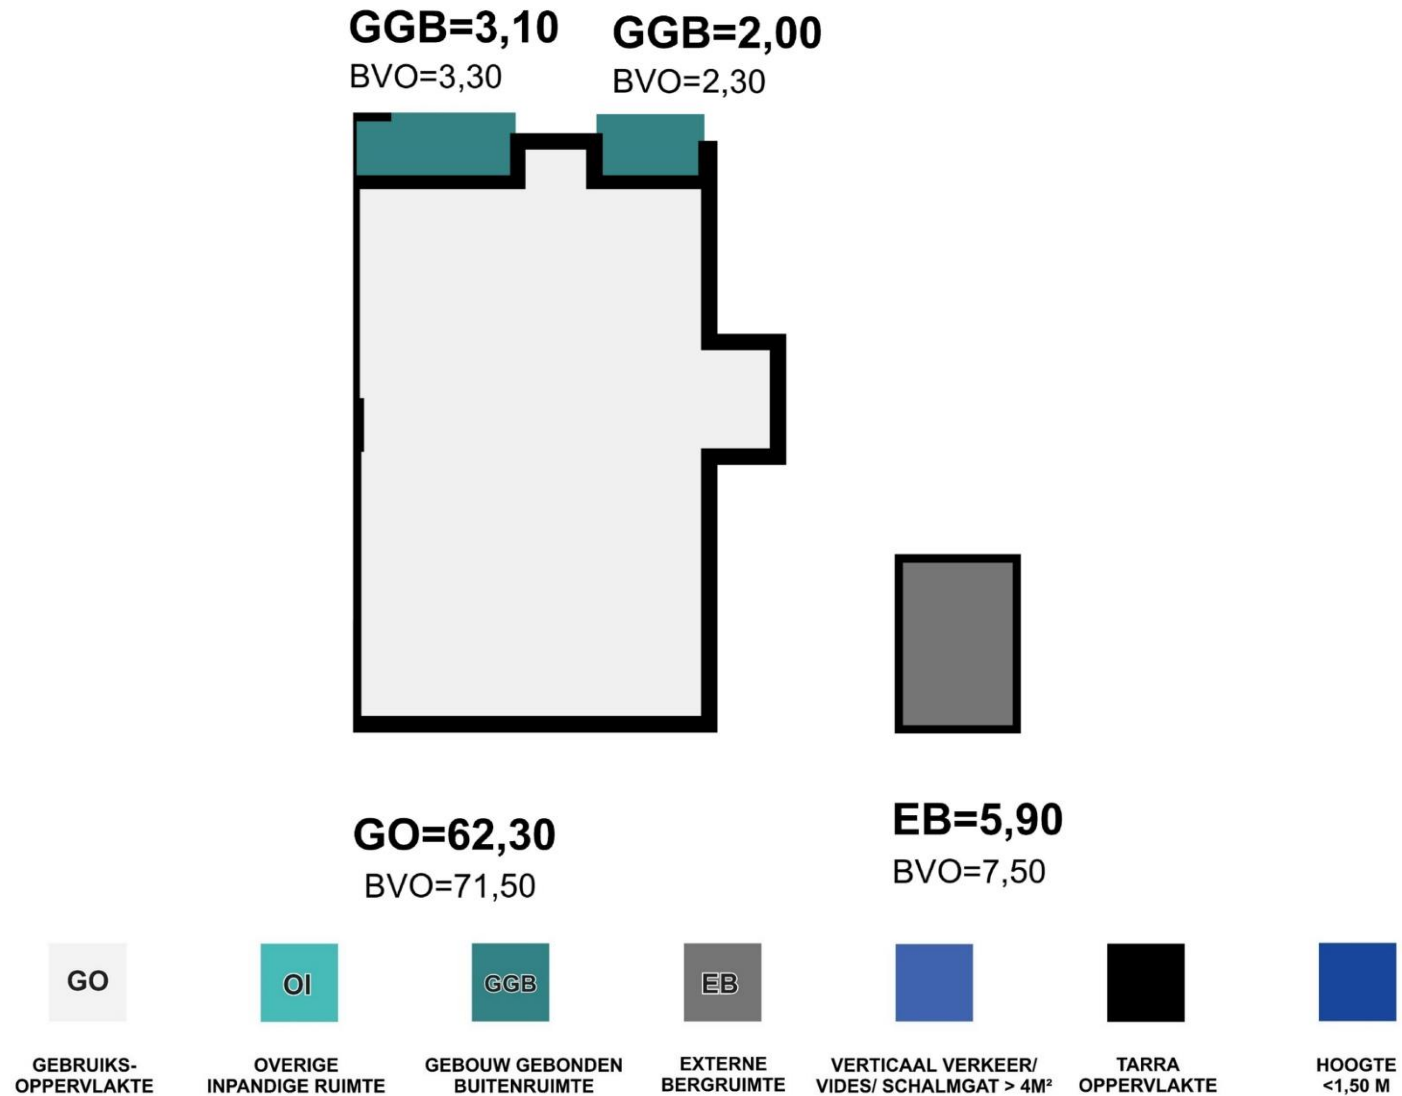 GGB=3,10
BVO=3,30
GGB=2,00
BVO=2,30
GO=62,30
BVO=71,50
EB=5,90
BVO=7,50
GO
OI
GGB
EB
GEBRUIKS-
OPPERVLAKTE
OVERIGE
INPANDIGE RUIMTE
GEBOUW GEBONDEN
BUITENRUIMTE
EXTERNE
BERGRUIMTE
VERTICAAL VERKEER/
VIDES/ SCHALMGAT > 4M²
TARRA
OPPERVLAKTE
HOOGTE
<1,50 M